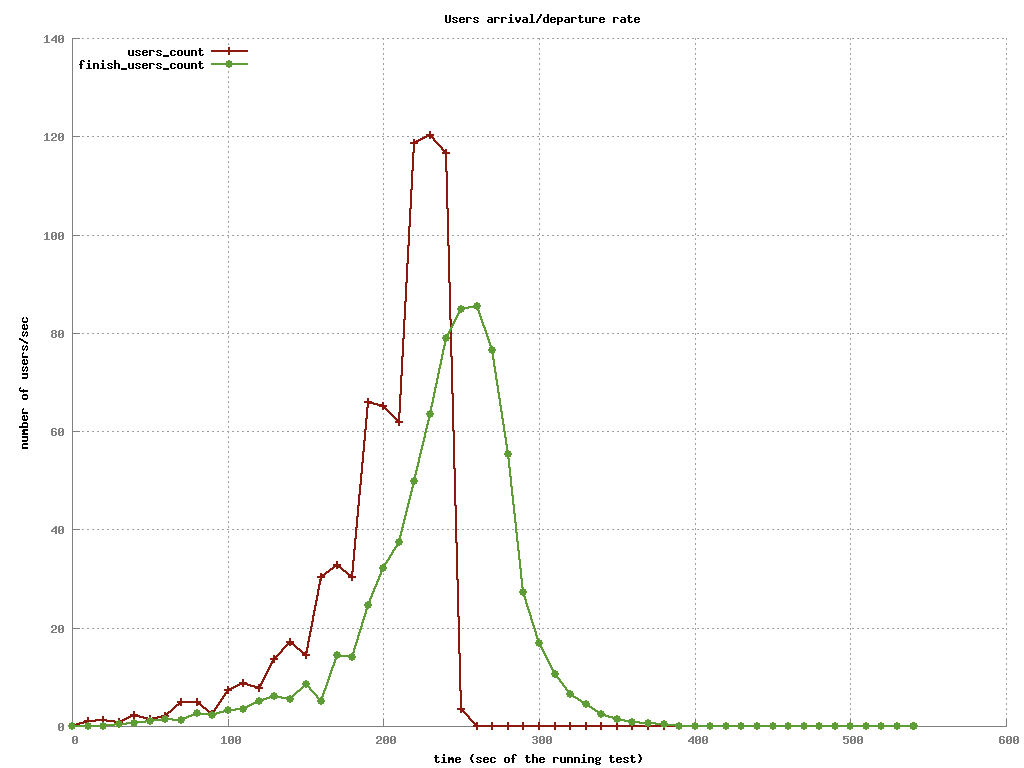 Users arrival/departure rate
140
users_count
finish_users_count
120
100
80
number of users/sec
60
40
20
0
0 100 200 300 400 500 600
time (sec of the running test)